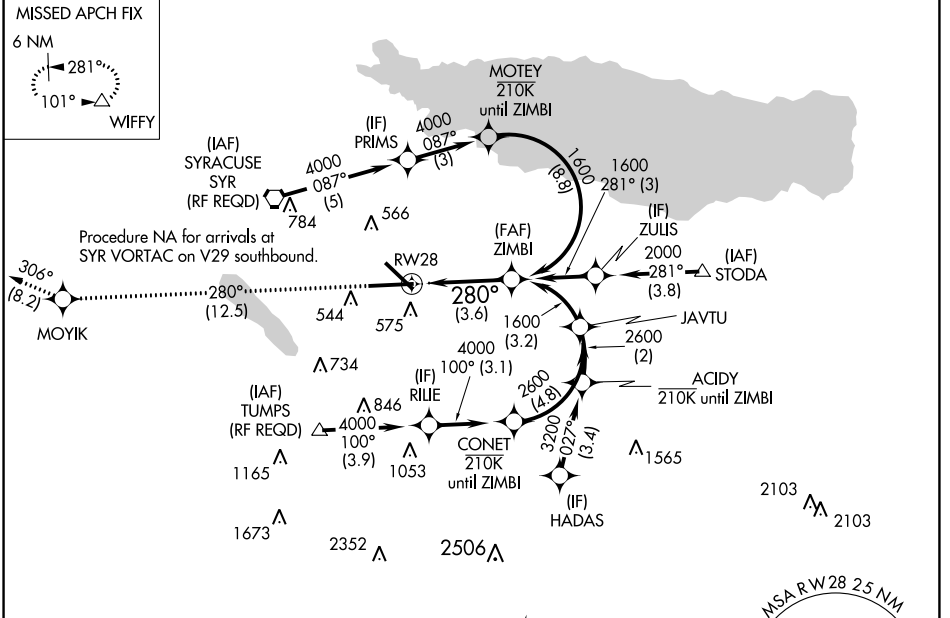 MISSED APCH FIX
6 NM
281°
101°
WIFFY
MOTEY
210K
until ZIMBI
(IF)
PRIMS
4000
087°
(3)
(IAF)
SYRACUSE
SYR
(RF REQD)
4000
087°
(5)
1600
(8.8)
1600
281° (3)
784
566
(IF)
ZULIS
(FAF)
ZIMBI
2000
281°
(3.8)
(IAF)
STODA
Procedure NA for arrivals at
SYR VORTAC on V29 southbound.
RW28
306°
(8.2)
MOYIK
280°
(12.5)
544
575
280°
(3.6)
1600
(3.2)
JAVTU
2600
(2)
734
4000
100° (3.1)
(IF)
RILIE
2600
(4.8)
ACIDY
210K until ZIMBI
(IAF)
TUMPS
(RF REQD)
846
4000
100°
(3.9)
CONET
210K
until ZIMBI
3200
027°
(3.4)
1165
1053
1565
(IF)
HADAS
2103
2103
1673
2352
2506
MSA RW28 25 NM